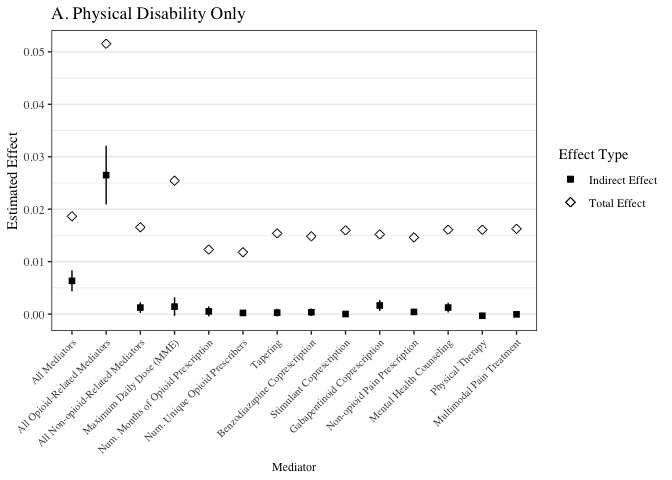 A. Physical Disability Only
0.05
0.04
0.03
0.02
0.01
0.00
Estimated Effect
All Mediators
All Opioid-Related Mediators
All Non-opioid-Related Mediators
Maximum Daily Dose (MME)
Num. Months of Opioid Prescription
Num. Unique Opioid Prescribers
Tapering
Benzodiazapine Coprescription
Stimulant Coprescription
Gabapentinoid Coprescription
Non-opioid Pain Prescription
Mental Health Counseling
Physical Therapy
Multimodal Pain Treatment
Mediator
Effect Type
Indirect Effect
Total Effect